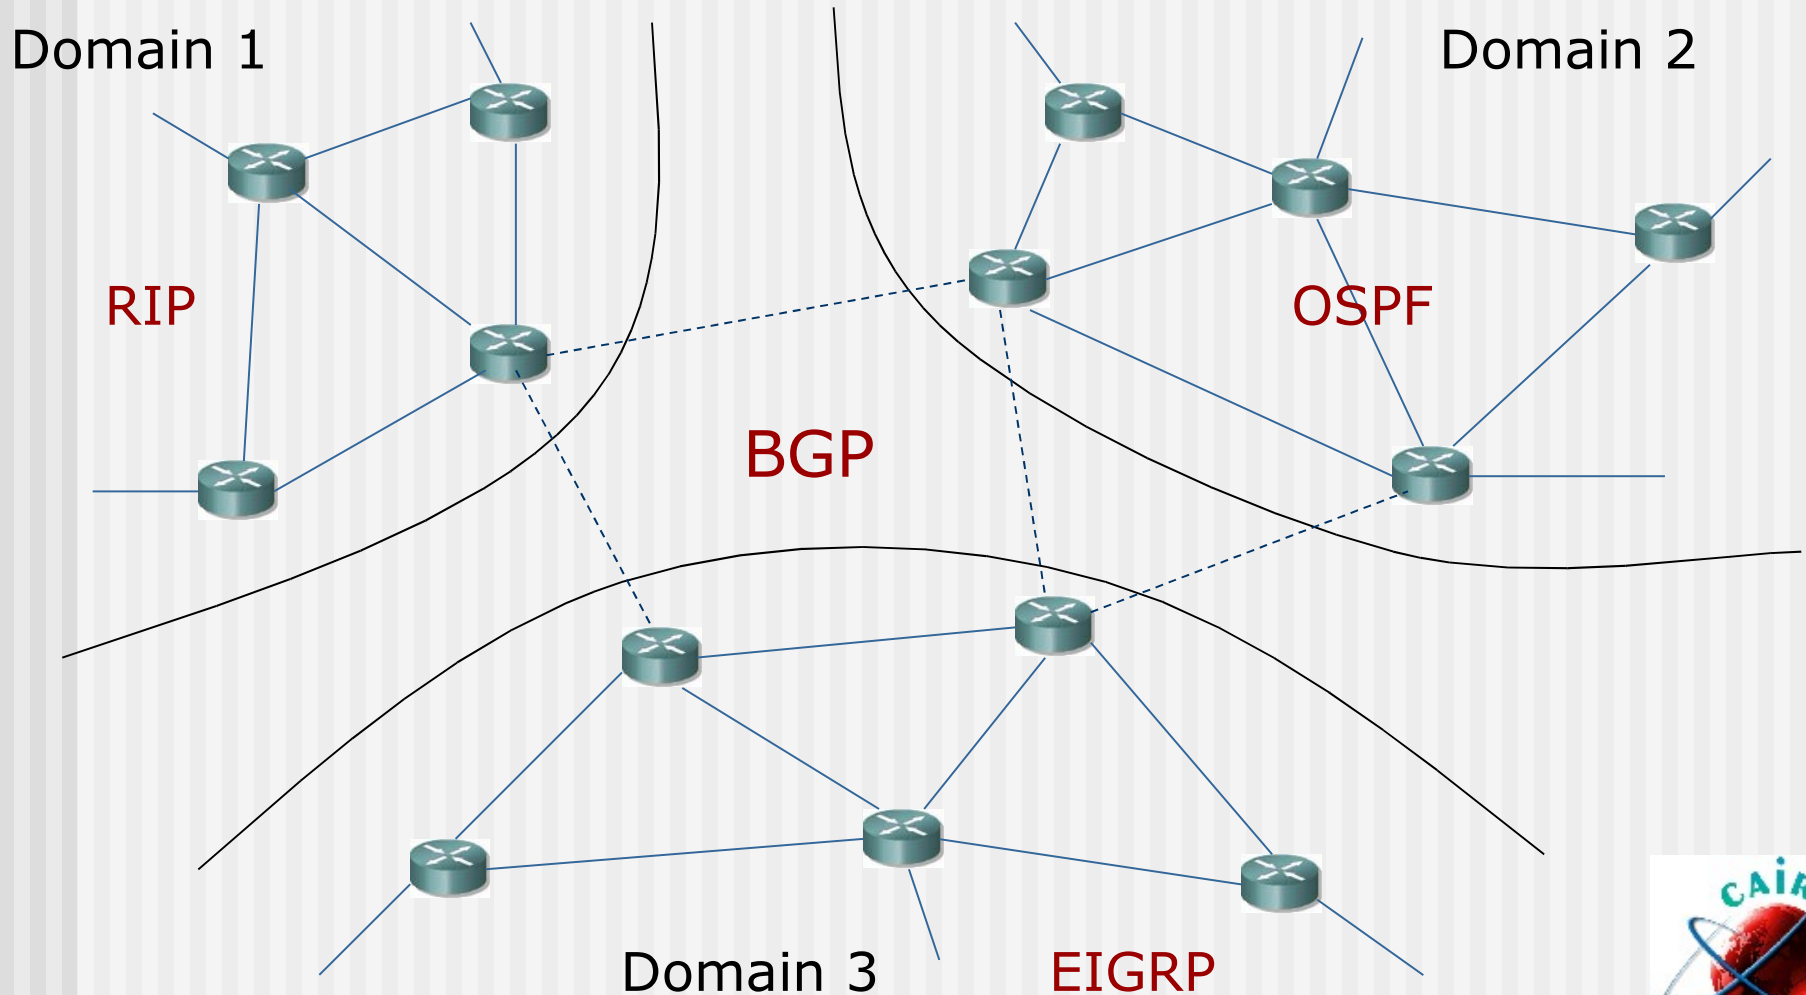 Domain 1
Domain 2
RIP
OSPF
BGP
Domain 3
EIGRP